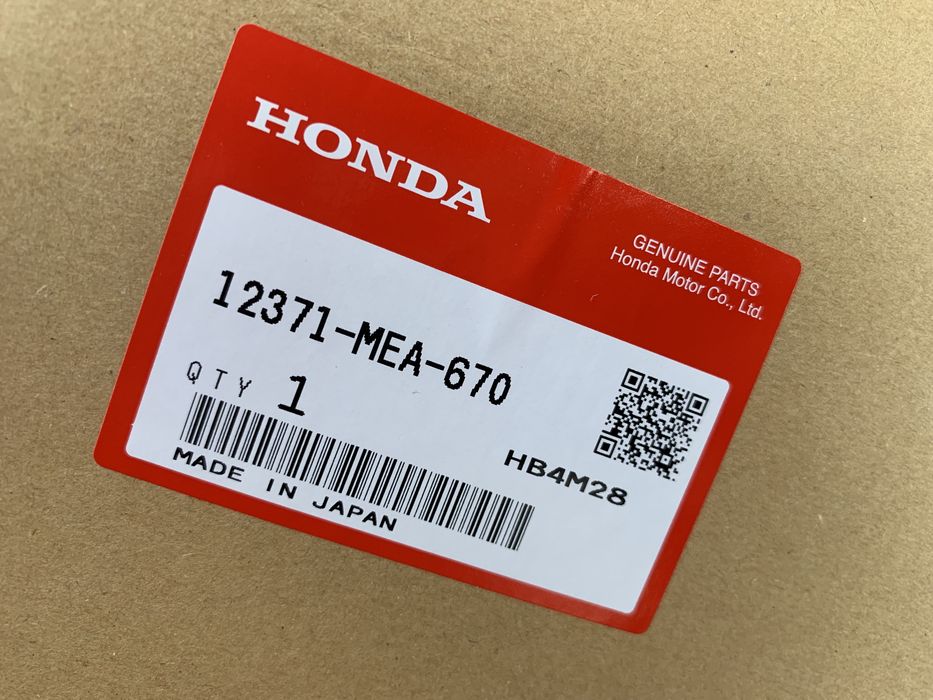 HONDA
GENUINE PARTS
Honda Motor Co., Ltd.
12371-MEA-670
QTY 1
HB4M28
MADE IN JAPAN